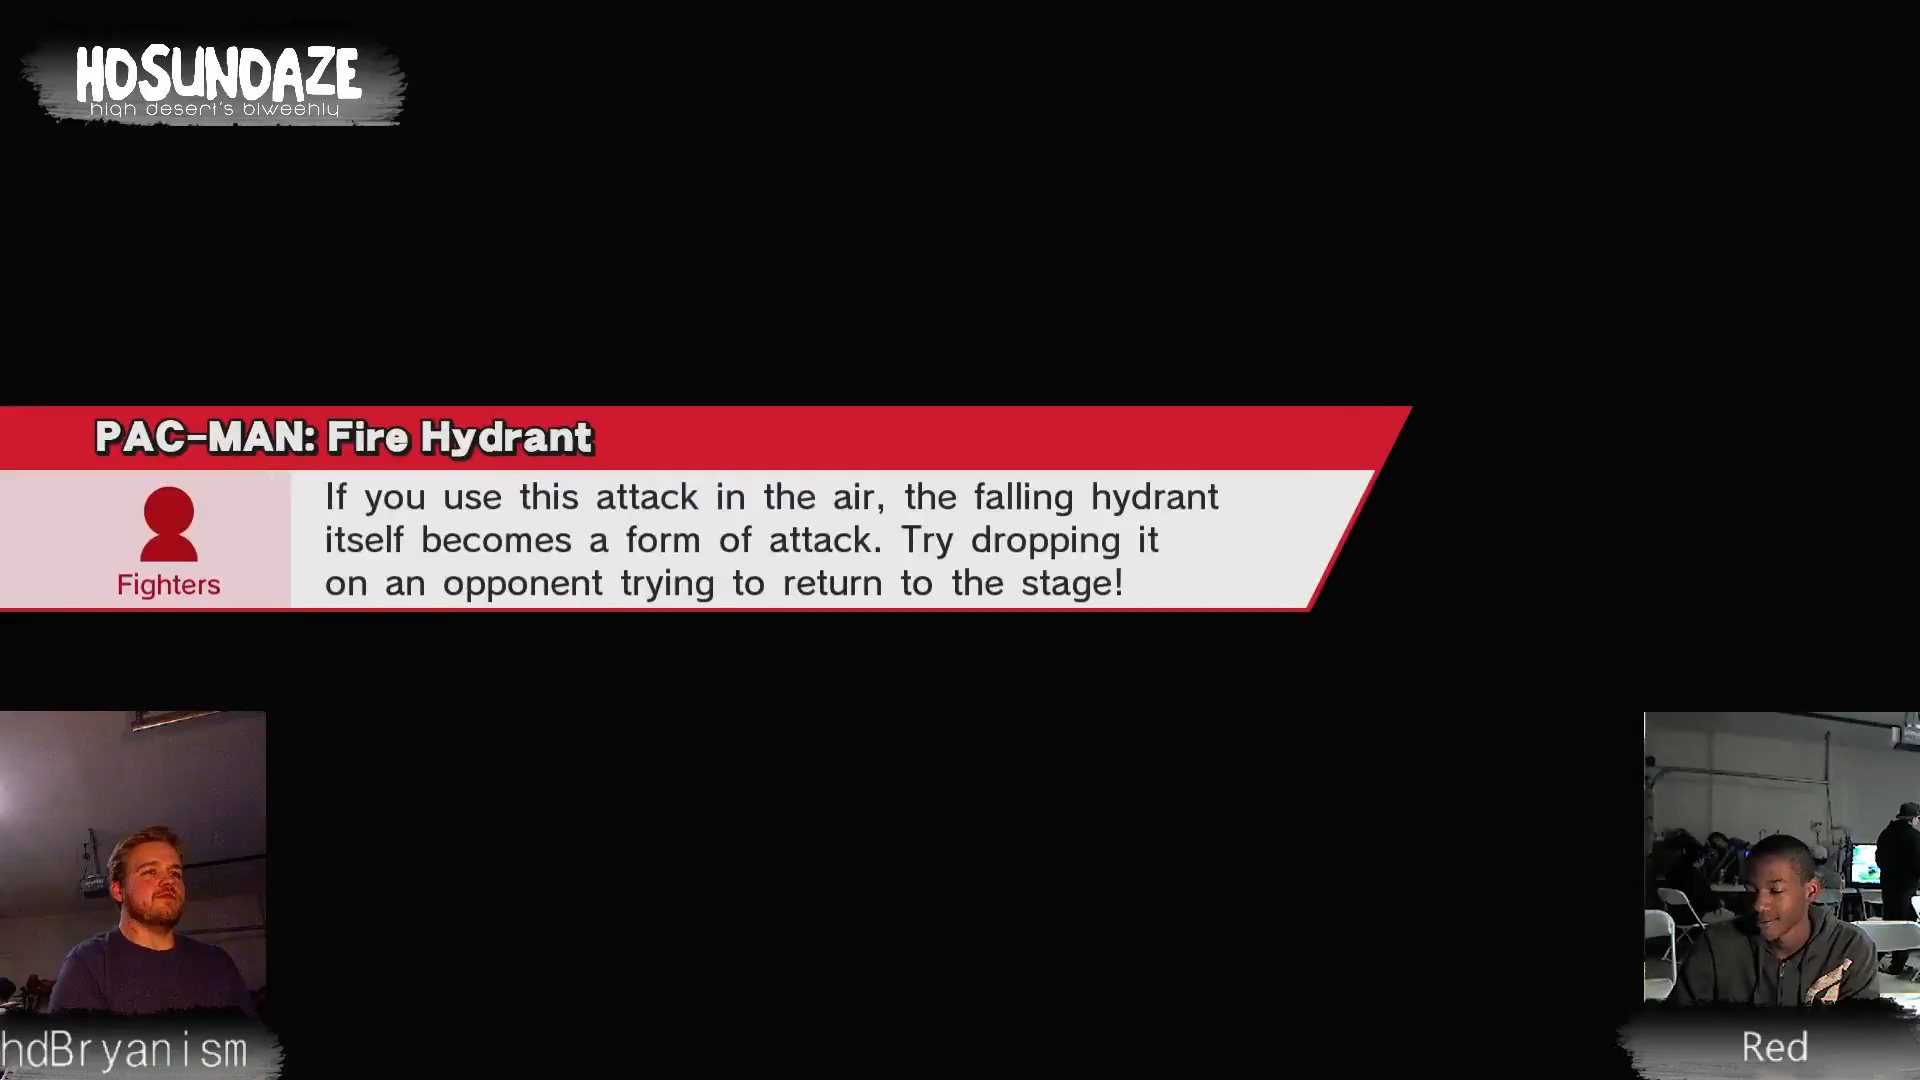 HDSUNDAZE
high desert's biweekly
PAC-MAN: Fire Hydrant
If you use this attack in the air, the falling hydrant
itself becomes a form of attack. Try dropping it
on an opponent trying to return to the stage!
Fighters
hdBryanism
Red